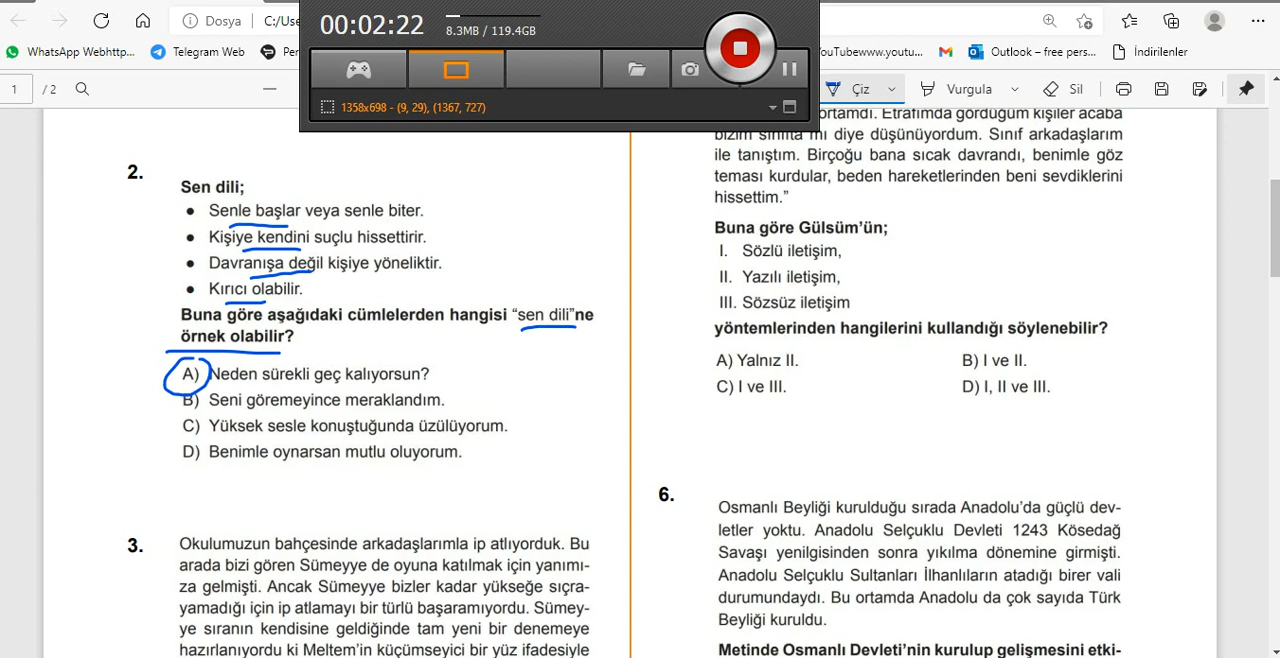 Dosya
C:/Use
00:02:22
8.3MB / 119.4GB
1358x698 - (9, 29), (1367, 727)
WhatsApp Webhttp...
Telegram Web
Per
YouTubewww.youtu...
Outlook – free pers...
İndirilenler
1
/ 2
Çiz
Vurgula
Sil
2.
Sen dili;
● Senle başlar veya senle biter.
● Kişiye kendini suçlu hissettirir.
● Davranışa değil kişiye yöneliktir.
● Kırıcı olabilir.
Buna göre aşağıdaki cümlelerden hangisi “sen dili”ne
örnek olabilir?
A) Neden sürekli geç kalıyorsun?
B) Seni göremeyince meraklandım.
C) Yüksek sesle konuştuğunda üzülüyorum.
D) Benimle oynarsan mutlu oluyorum.
3.
Okulumuzun bahçesinde arkadaşlarımla ip atlıyorduk. Bu
arada bizi gören Sümeyye de oyuna katılmak için yanımı-
za gelmişti. Ancak Sümeyye bizler kadar yükseğe sıçra-
yamadığı için ip atlamayı bir türlü başaramıyordu. Sümey-
ye sıranın kendisine geldiğinde tam yeni bir denemeye
hazırlanıyordu ki Meltem’in küçümseyici bir yüz ifadesiyle
ortamdı. Etrafımda gördüğüm kişiler acaba
bizim sınıfta mı diye düşünüyordum. Sınıf arkadaşlarım
ile tanıştım. Birçoğu bana sıcak davrandı, benimle göz
teması kurdular, beden hareketlerinden beni sevdiklerini
hissettim.”
Buna göre Gülsüm’ün;
I. Sözlü iletişim,
II. Yazılı iletişim,
III. Sözsüz iletişim
yöntemlerinden hangilerini kullandığı söylenebilir?
A) Yalnız II.
B) I ve II.
C) I ve III.
D) I, II ve III.
6.
Osmanlı Beyliği kurulduğu sırada Anadolu’da güçlü dev-
letler yoktu. Anadolu Selçuklu Devleti 1243 Kösedağ
Savaşı yenilgisinden sonra yıkılma dönemine girmişti.
Anadolu Selçuklu Sultanları İlhanlıların atadığı birer vali
durumundaydı. Bu ortamda Anadolu da çok sayıda Türk
Beyliği kuruldu.
Metinde Osmanlı Devleti’nin kurulup gelişmesini etki-